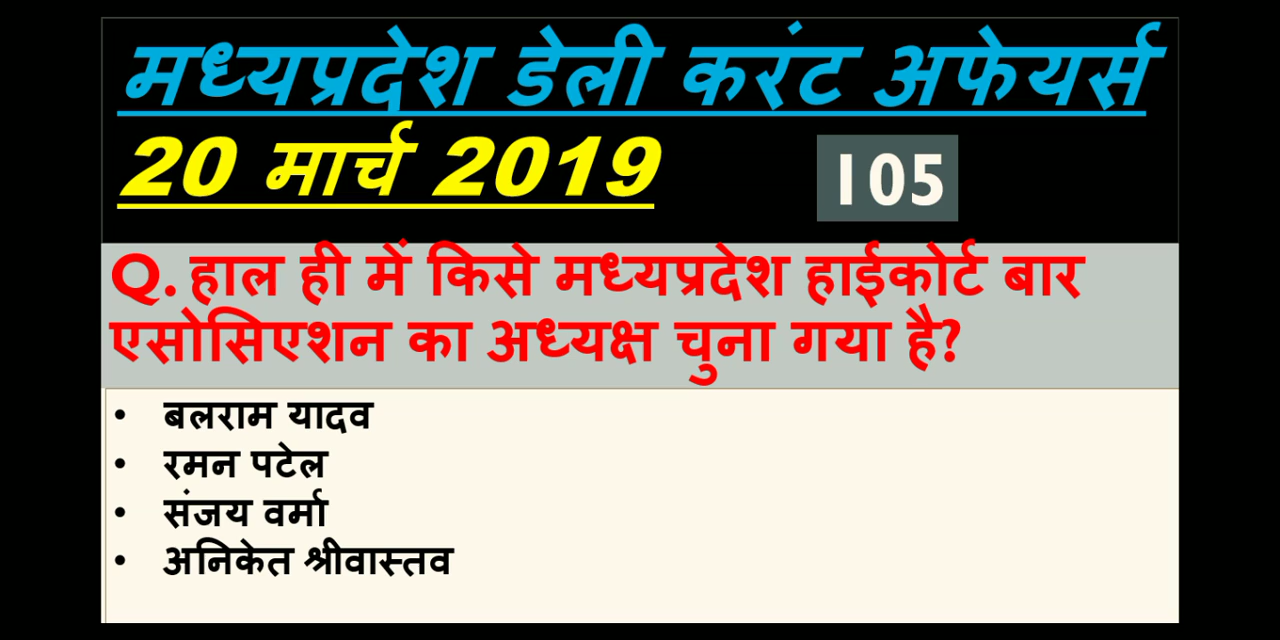 मध्यप्रदेश डेली करंट अफेयर्स
20 मार्च 2019
105
Q. हाल ही में किसे मध्यप्रदेश हाईकोर्ट बार
एसोसिएशन का अध्यक्ष चुना गया है?
• बलराम यादव
• रमन पटेल
• संजय वर्मा
• अनिकेत श्रीवास्तव